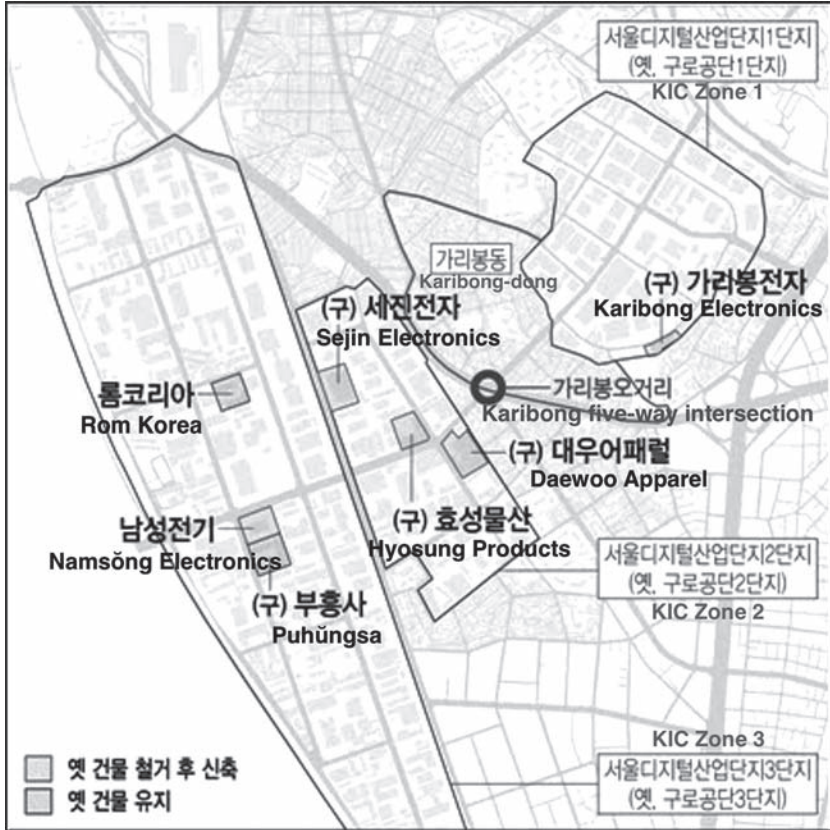 서울디지털산업단지1단지
(옛, 구로공단1단지)
KIC Zone 1
가리봉동
Karibong-dong
(구) 가리봉전자
Karibong Electronics
(구) 세진전자
Sejin Electronics
롬코리아
Rom Korea
가리봉오거리
Karibong five-way intersection
(구) 대우어패럴
Daewoo Apparel
(구) 효성물산
Hyosung Products
남성전기
Namsŏng Electronics
(구) 부흥사
Puhŭngsa
서울디지털산업단지2단지
(옛, 구로공단2단지)
KIC Zone 2
KIC Zone 3
서울디지털산업단지3단지
(옛, 구로공단3단지)
옛 건물 철거 후 신축
옛 건물 유지